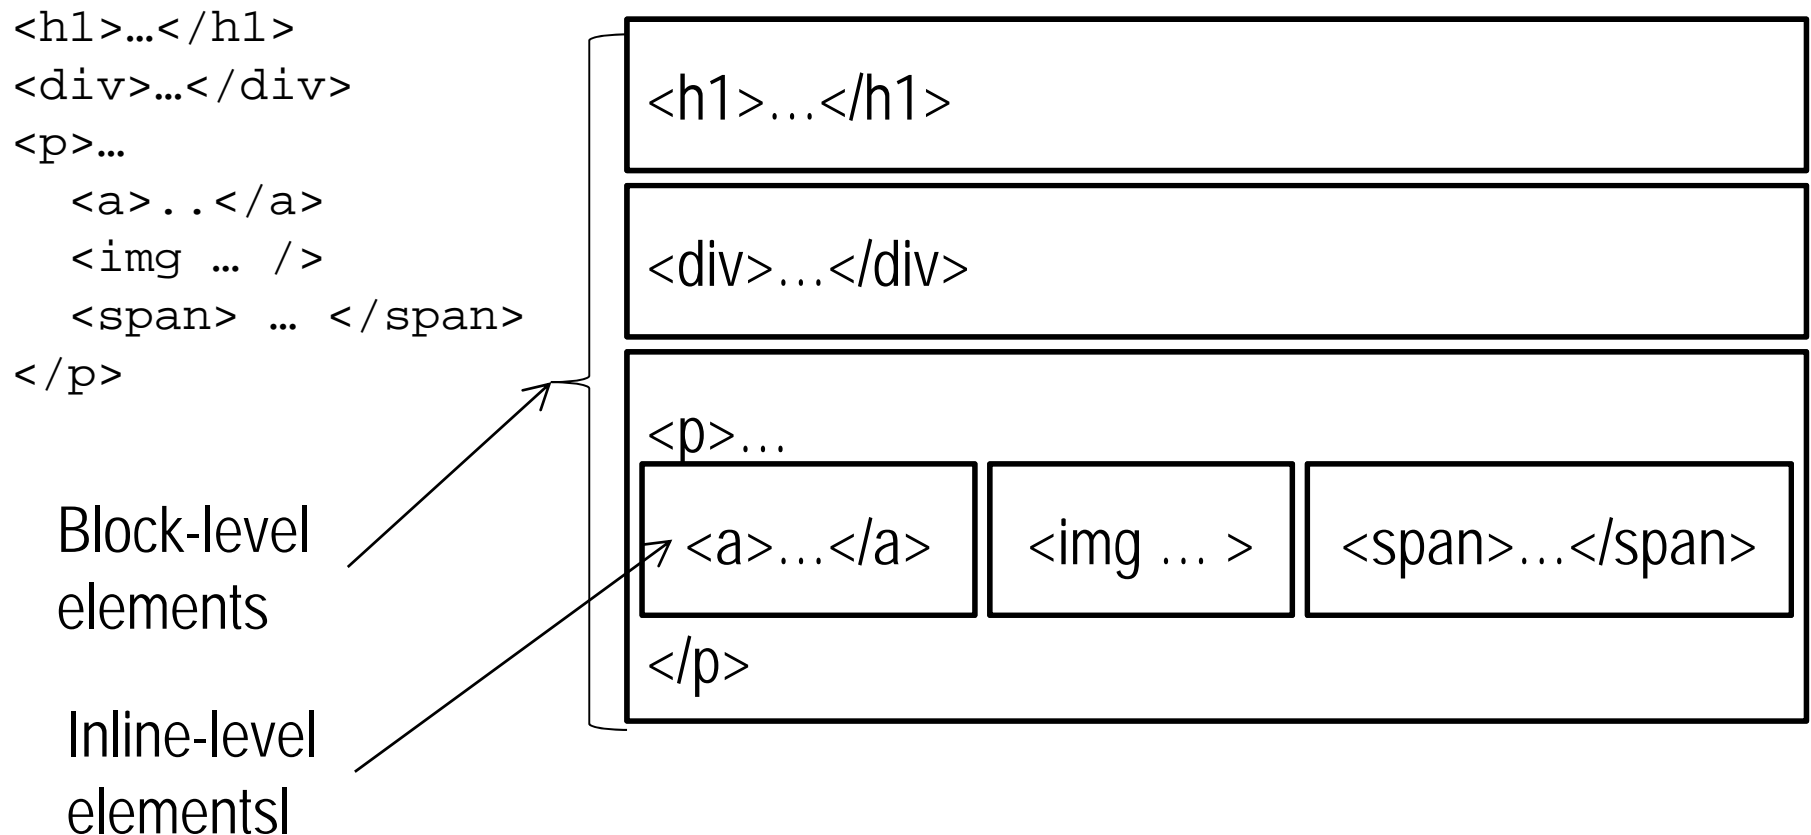 <h1>…</h1>
<div>…</div>
<p>…
<a>..</a>
<img … />
<span> … </span>
</p>
Block-level
elements
Inline-level
elementsl
<h1>…</h1>
<div>…</div>
<p>…
<a>…</a>
<img … >
<span>…</span>
</p>